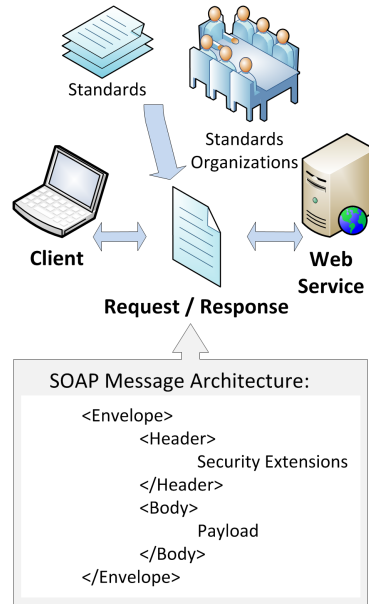 Standards
Standards
Organizations
Client
Web
Service
Request / Response
SOAP Message Architecture:
<Envelope>
<Header>
Security Extensions
</Header>
<Body>
Payload
</Body>
</Envelope>